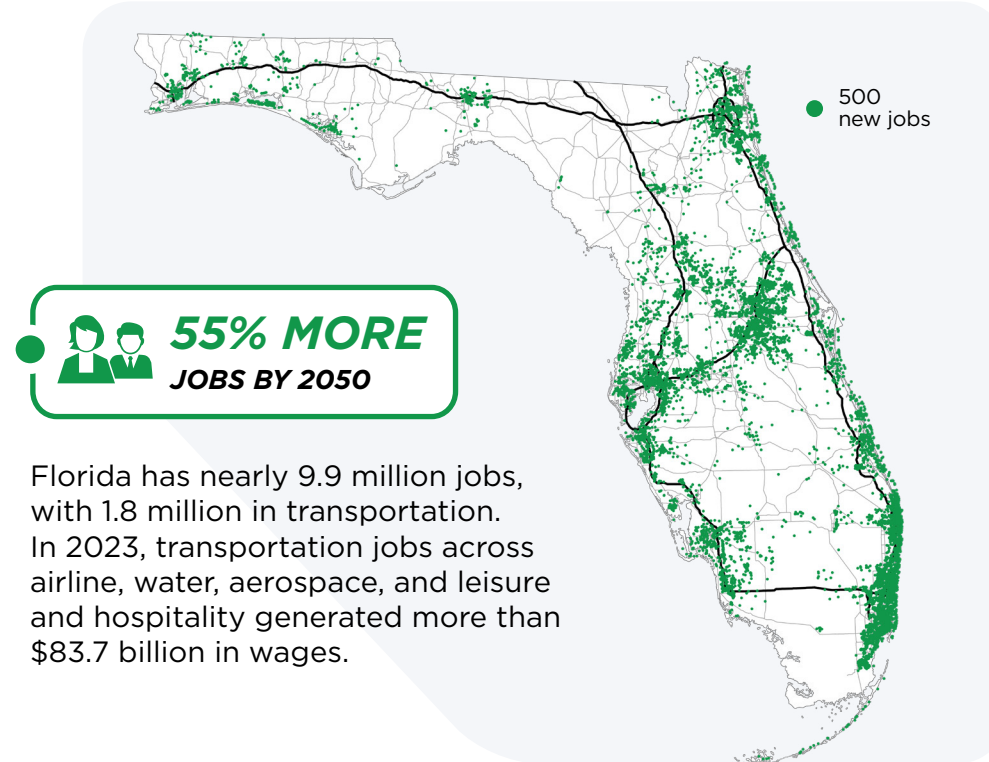 500
new jobs
55% MORE
JOBS BY 2050
Florida has nearly 9.9 million jobs,
with 1.8 million in transportation.
In 2023, transportation jobs across
airline, water, aerospace, and leisure
and hospitality generated more than
$83.7 billion in wages.